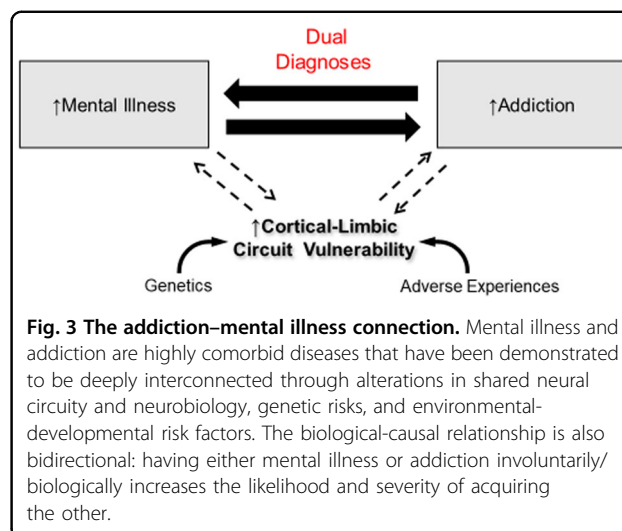 Dual
Diagnoses
↑Mental Illness
↑Addiction
↑Cortical-Limbic
Circuit Vulnerability
Genetics
Adverse Experiences
Fig. 3 The addiction–mental illness connection. Mental illness and
addiction are highly comorbid diseases that have been demonstrated
to be deeply interconnected through alterations in shared neural
circuity and neurobiology, genetic risks, and environmental-
developmental risk factors. The biological-causal relationship is also
bidirectional: having either mental illness or addiction involuntarily/
biologically increases the likelihood and severity of acquiring
the other.